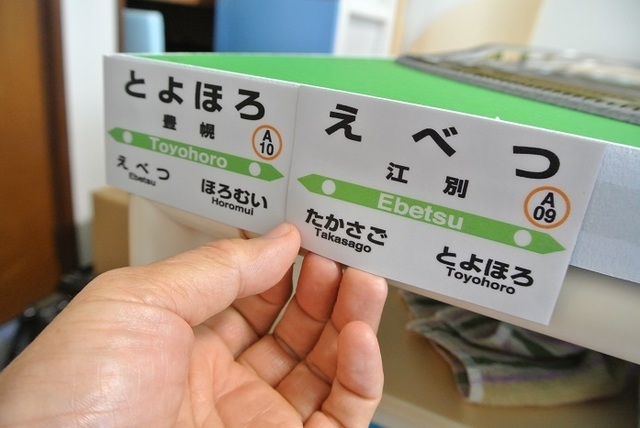 とよほろ
豊幌
A
10
Toyohoro
えべつ
Ebetsu
ほろむい
Horomui
えべつ
江別
A
09
Ebetsu
たかさご
Takasago
とよほろ
Toyohoro